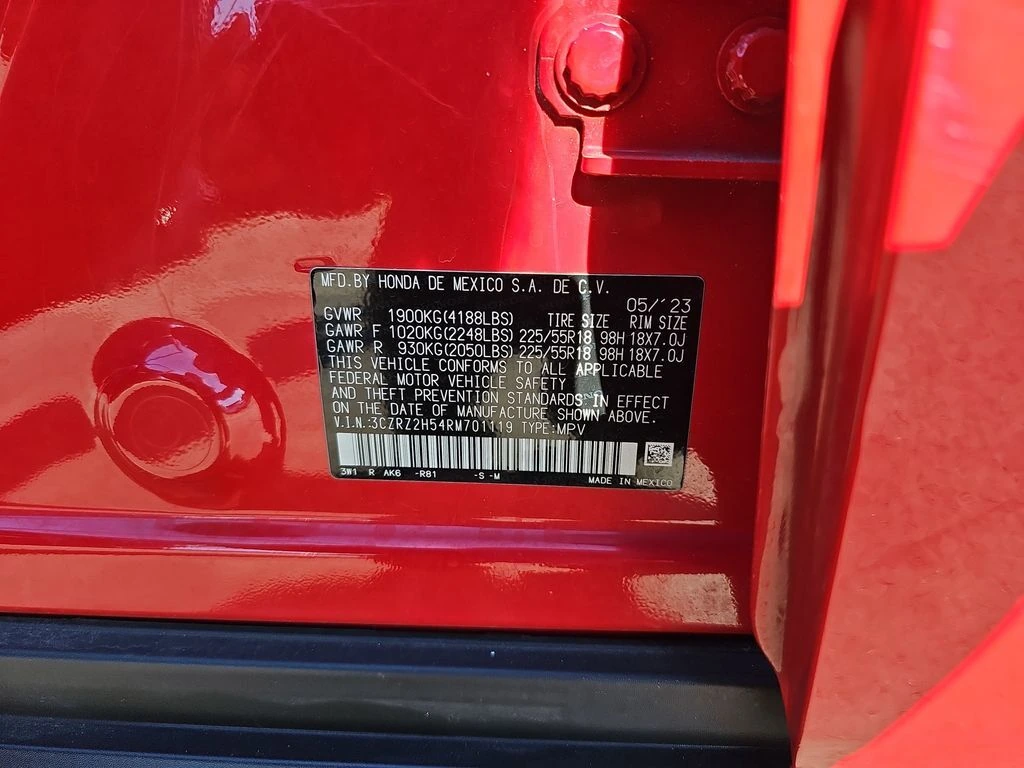 MFD.BY HONDA DE MEXICO S.A. DE C.V.
05/'23
GVWR 1900KG(4188LBS) TIRE SIZE RIM SIZE
GAWR F 1020KG(2248LBS) 225/55R18 98H 18X7.0J
GAWR R 930KG(2050LBS) 225/55R18 98H 18X7.0J
THIS VEHICLE CONFORMS TO ALL APPLICABLE
FEDERAL MOTOR VEHICLE SAFETY
AND THEFT PREVENTION STANDARDS IN EFFECT
ON THE DATE OF MANUFACTURE SHOWN ABOVE.
V.I.N.:3CZRZ2H54RM701119 TYPE:MPV
3W1 R AK6 -R81 -S -M MADE IN MEXICO